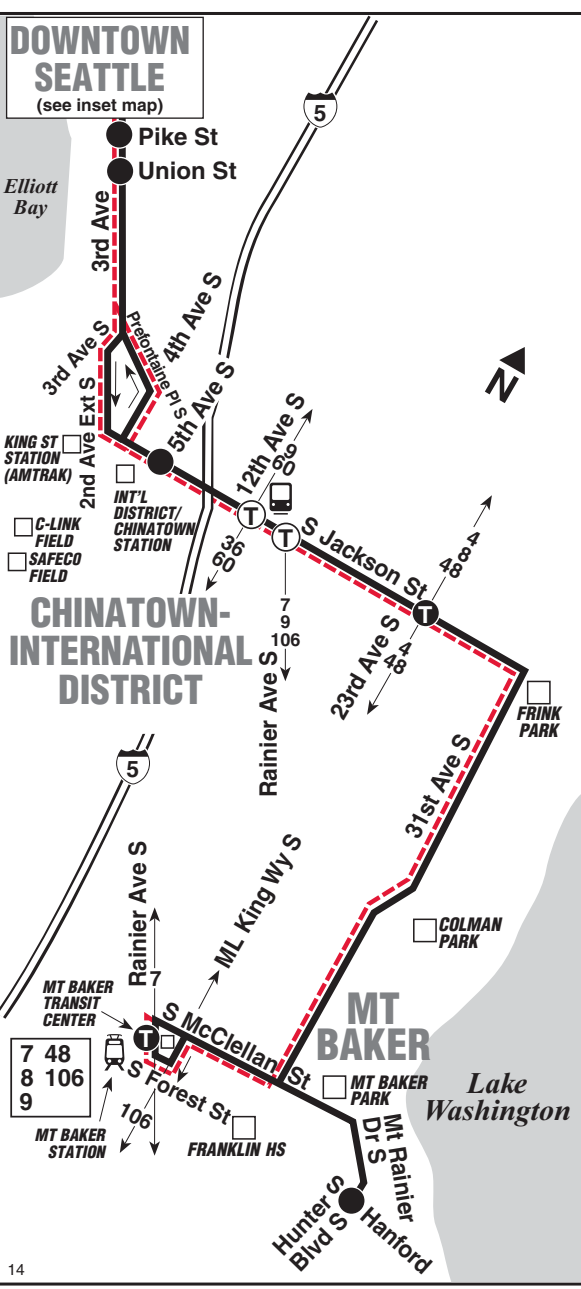 DOWNTOWN
SEATTLE
(see inset map)
5
Pike St
Union St
Elliott
Bay
3rd Ave
3rd Ave S
Prefontaine Pl S
4th Ave S
2nd Ave Ext S
5th Ave S
N
KING ST
STATION
(AMTRAK)
INT'L
DISTRICT/
CHINATOWN
STATION
12th Ave S
9
60
T
T
36
60
S Jackson St
4
8
48
C-LINK
FIELD
SAFECO
FIELD
CHINATOWN-
INTERNATIONAL
DISTRICT
7
9
106
Rainier Ave S
T
23rd Ave S
4
48
FRINK
PARK
5
31st Ave S
Rainier Ave S
ML King Wy S
COLMAN
PARK
7
MT BAKER
TRANSIT
CENTER
S McClellan St
MT
BAKER
T
7 48
8 106
9
S Forest St
MT BAKER
PARK
Lake
Washington
106
MT BAKER
STATION
FRANKLIN HS
Mt Rainier
Dr S
Hunter S
Blvd S
Hanford
14